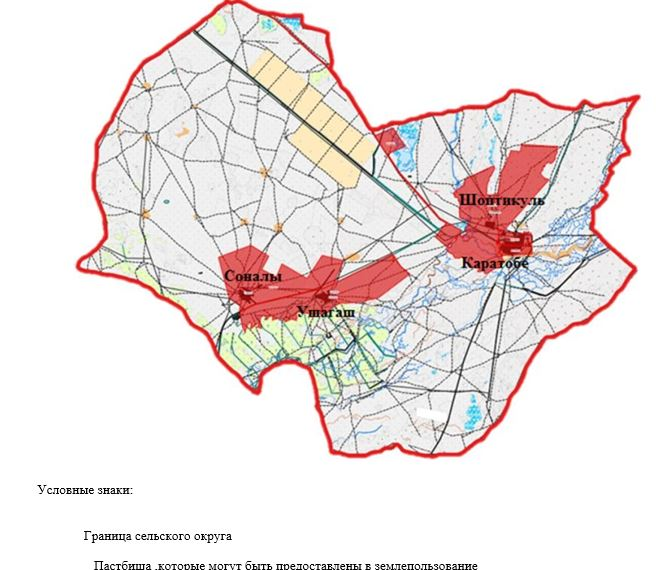 Шоптикуль
Каратобе
Соналы
Ушагаш
Условные знаки:
Граница сельского округа
Пастбища ,которые могут быть предоставлены в землепользование